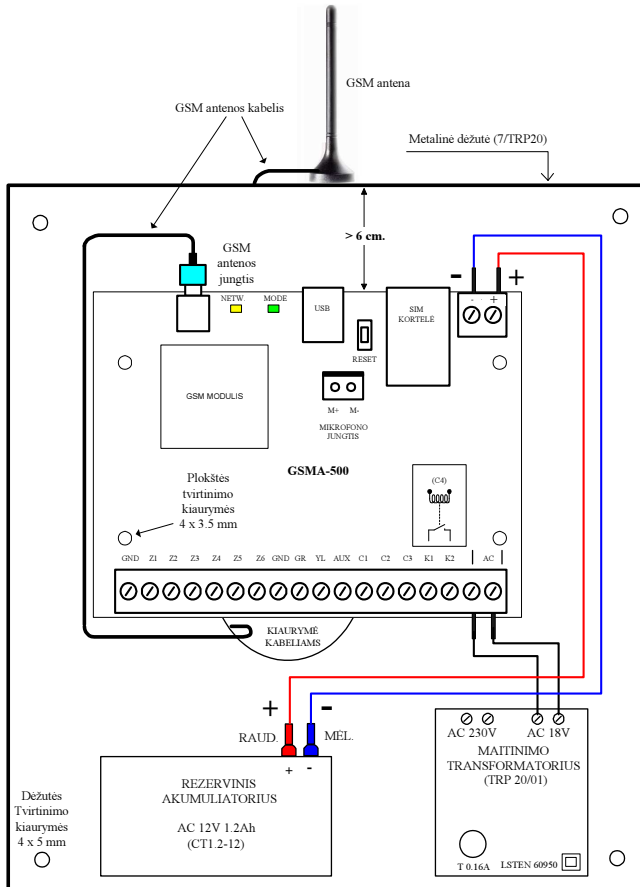 GSM antena
GSM antenos kabelis
Metalinė dėžutė (7/TRP20)
> 6 cm.
GSM
antenos
jungtis
- +
NETW. MODE
USB
SIM
KORTELĖ
- +
RESET
GSM MODULIS
M+ M-
MIKROFONO
JUNGTIS
GSMA-500
(C4)
Plokštės
tvirtinimo
kiaurymės
4 x 3.5 mm
GND Z1 Z2 Z3 Z4 Z5 Z6 GND GR YL AUX C1 C2 C3 K1 K2 | AC |
KIAURYMĖ
KABELIAMS
+ -
RAUD. MĖL.
+ -
REZERVINIS
AKUMULIATORIUS
AC 12V 1.2Ah
(CT1.2-12)
AC 230V AC 18V
MAITINIMO
TRANSFORMATORIUS
(TRP 20/01)
T 0.16A LSTEN 60950
Dėžutės
Tvirtinimo
kiaurymės
4 x 5 mm